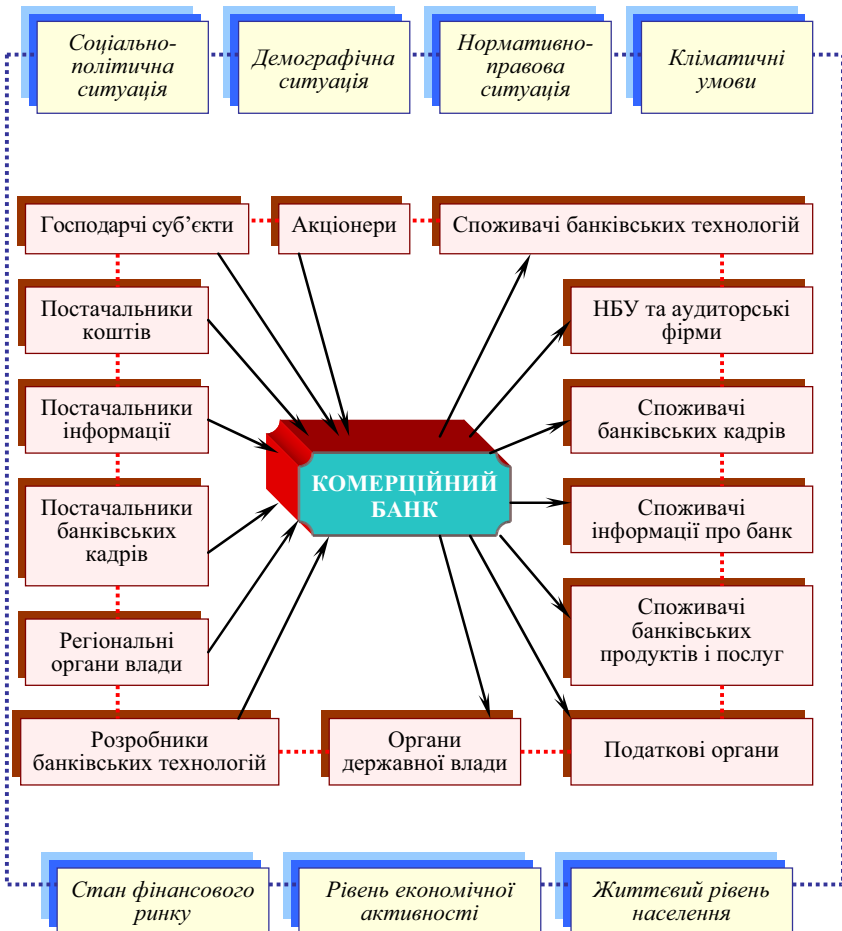 Соціально-
політична
ситуація
Демографічна
ситуація
Нормативно-
правова
ситуація
Кліматичні
умови
Господарчі суб’єкти
Акціонери
Споживачі банківських технологій
Постачальники
коштів
НБУ та аудиторські
фірми
Постачальники
інформації
Споживачі
банківських кадрів
КОМЕРЦІЙНИЙ
БАНК
Постачальники
банківських
кадрів
Споживачі
інформації про банк
Регіональні
органи влади
Споживачі
банківських
продуктів і послуг
Розробники
банківських технологій
Органи
державної влади
Податкові органи
Стан фінансового
ринку
Рівень економічної
активності
Життєвий рівень
населення